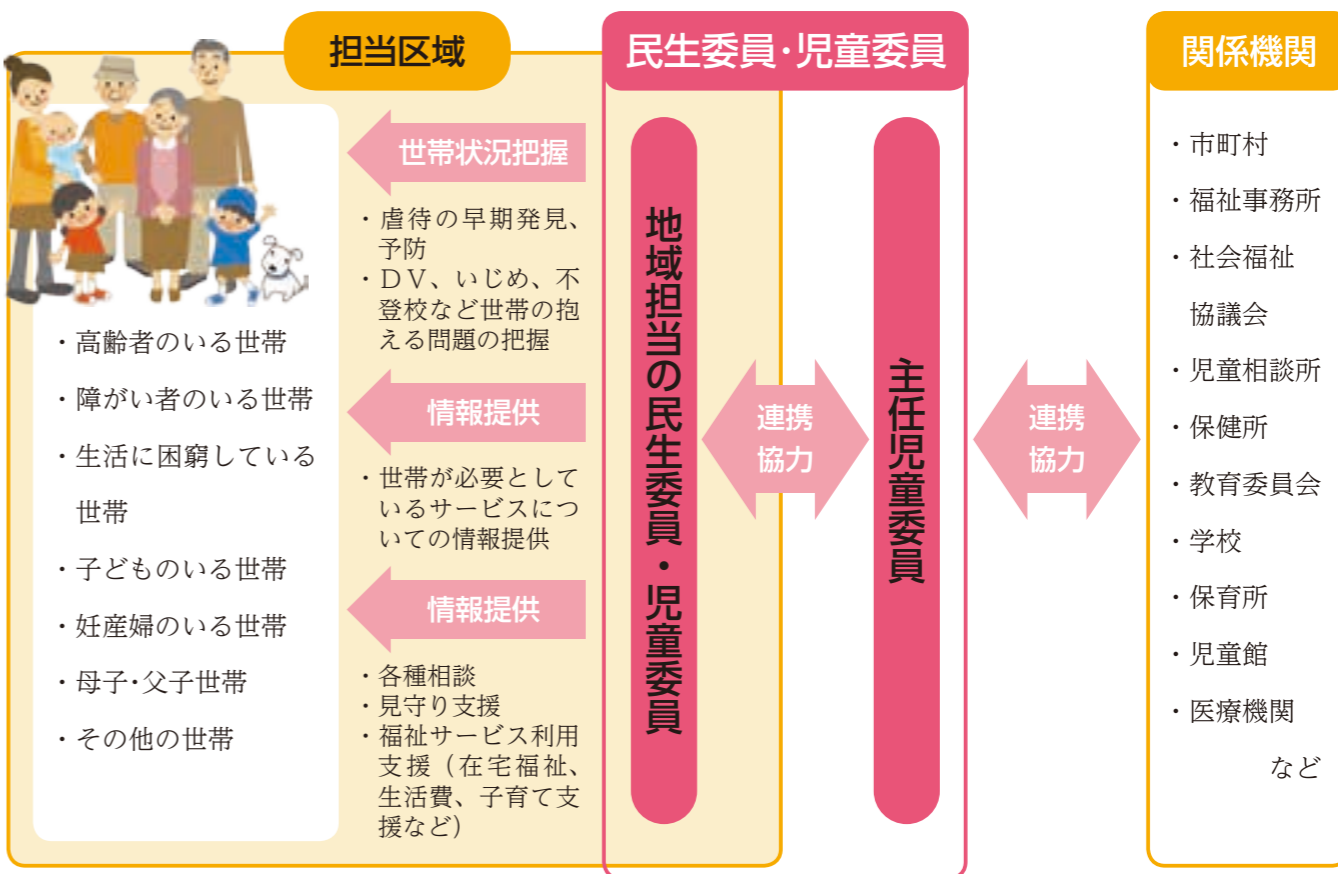 担当区域
・高齢者のいる世帯
・障がい者のいる世帯
・生活に困窮している
世帯
・子どものいる世帯
・妊産婦のいる世帯
・母子・父子世帯
・その他の世帯
世帯状況把握
・虐待の早期発見、
予防
・ＤＶ、いじめ、不
登校など世帯の抱
える問題の把握
情報提供
・世帯が必要として
いるサービスにつ
いての情報提供
情報提供
・各種相談
・見守り支援
・福祉サービス利用
支援（在宅福祉、
生活費、子育て支
援など）
民生委員・児童委員
地域担当の民生委員・児童委員
連携
協力
主任児童委員
連携
協力
関係機関
・市町村
・福祉事務所
・社会福祉
協議会
・児童相談所
・保健所
・教育委員会
・学校
・保育所
・児童館
・医療機関
など